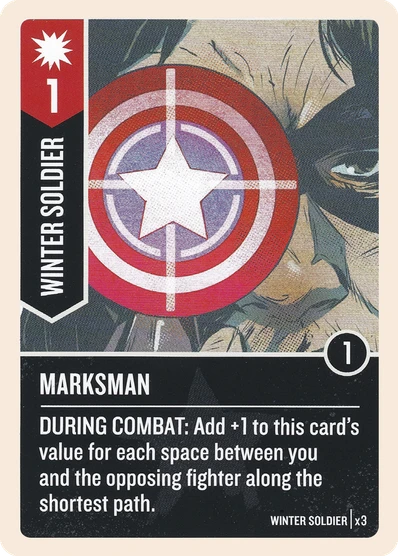 1
WINTER SOLDIER
1
MARKSMAN
DURING COMBAT: Add +1 to this card's
value for each space between you
and the opposing fighter along the
shortest path.
WINTER SOLDIER | x3